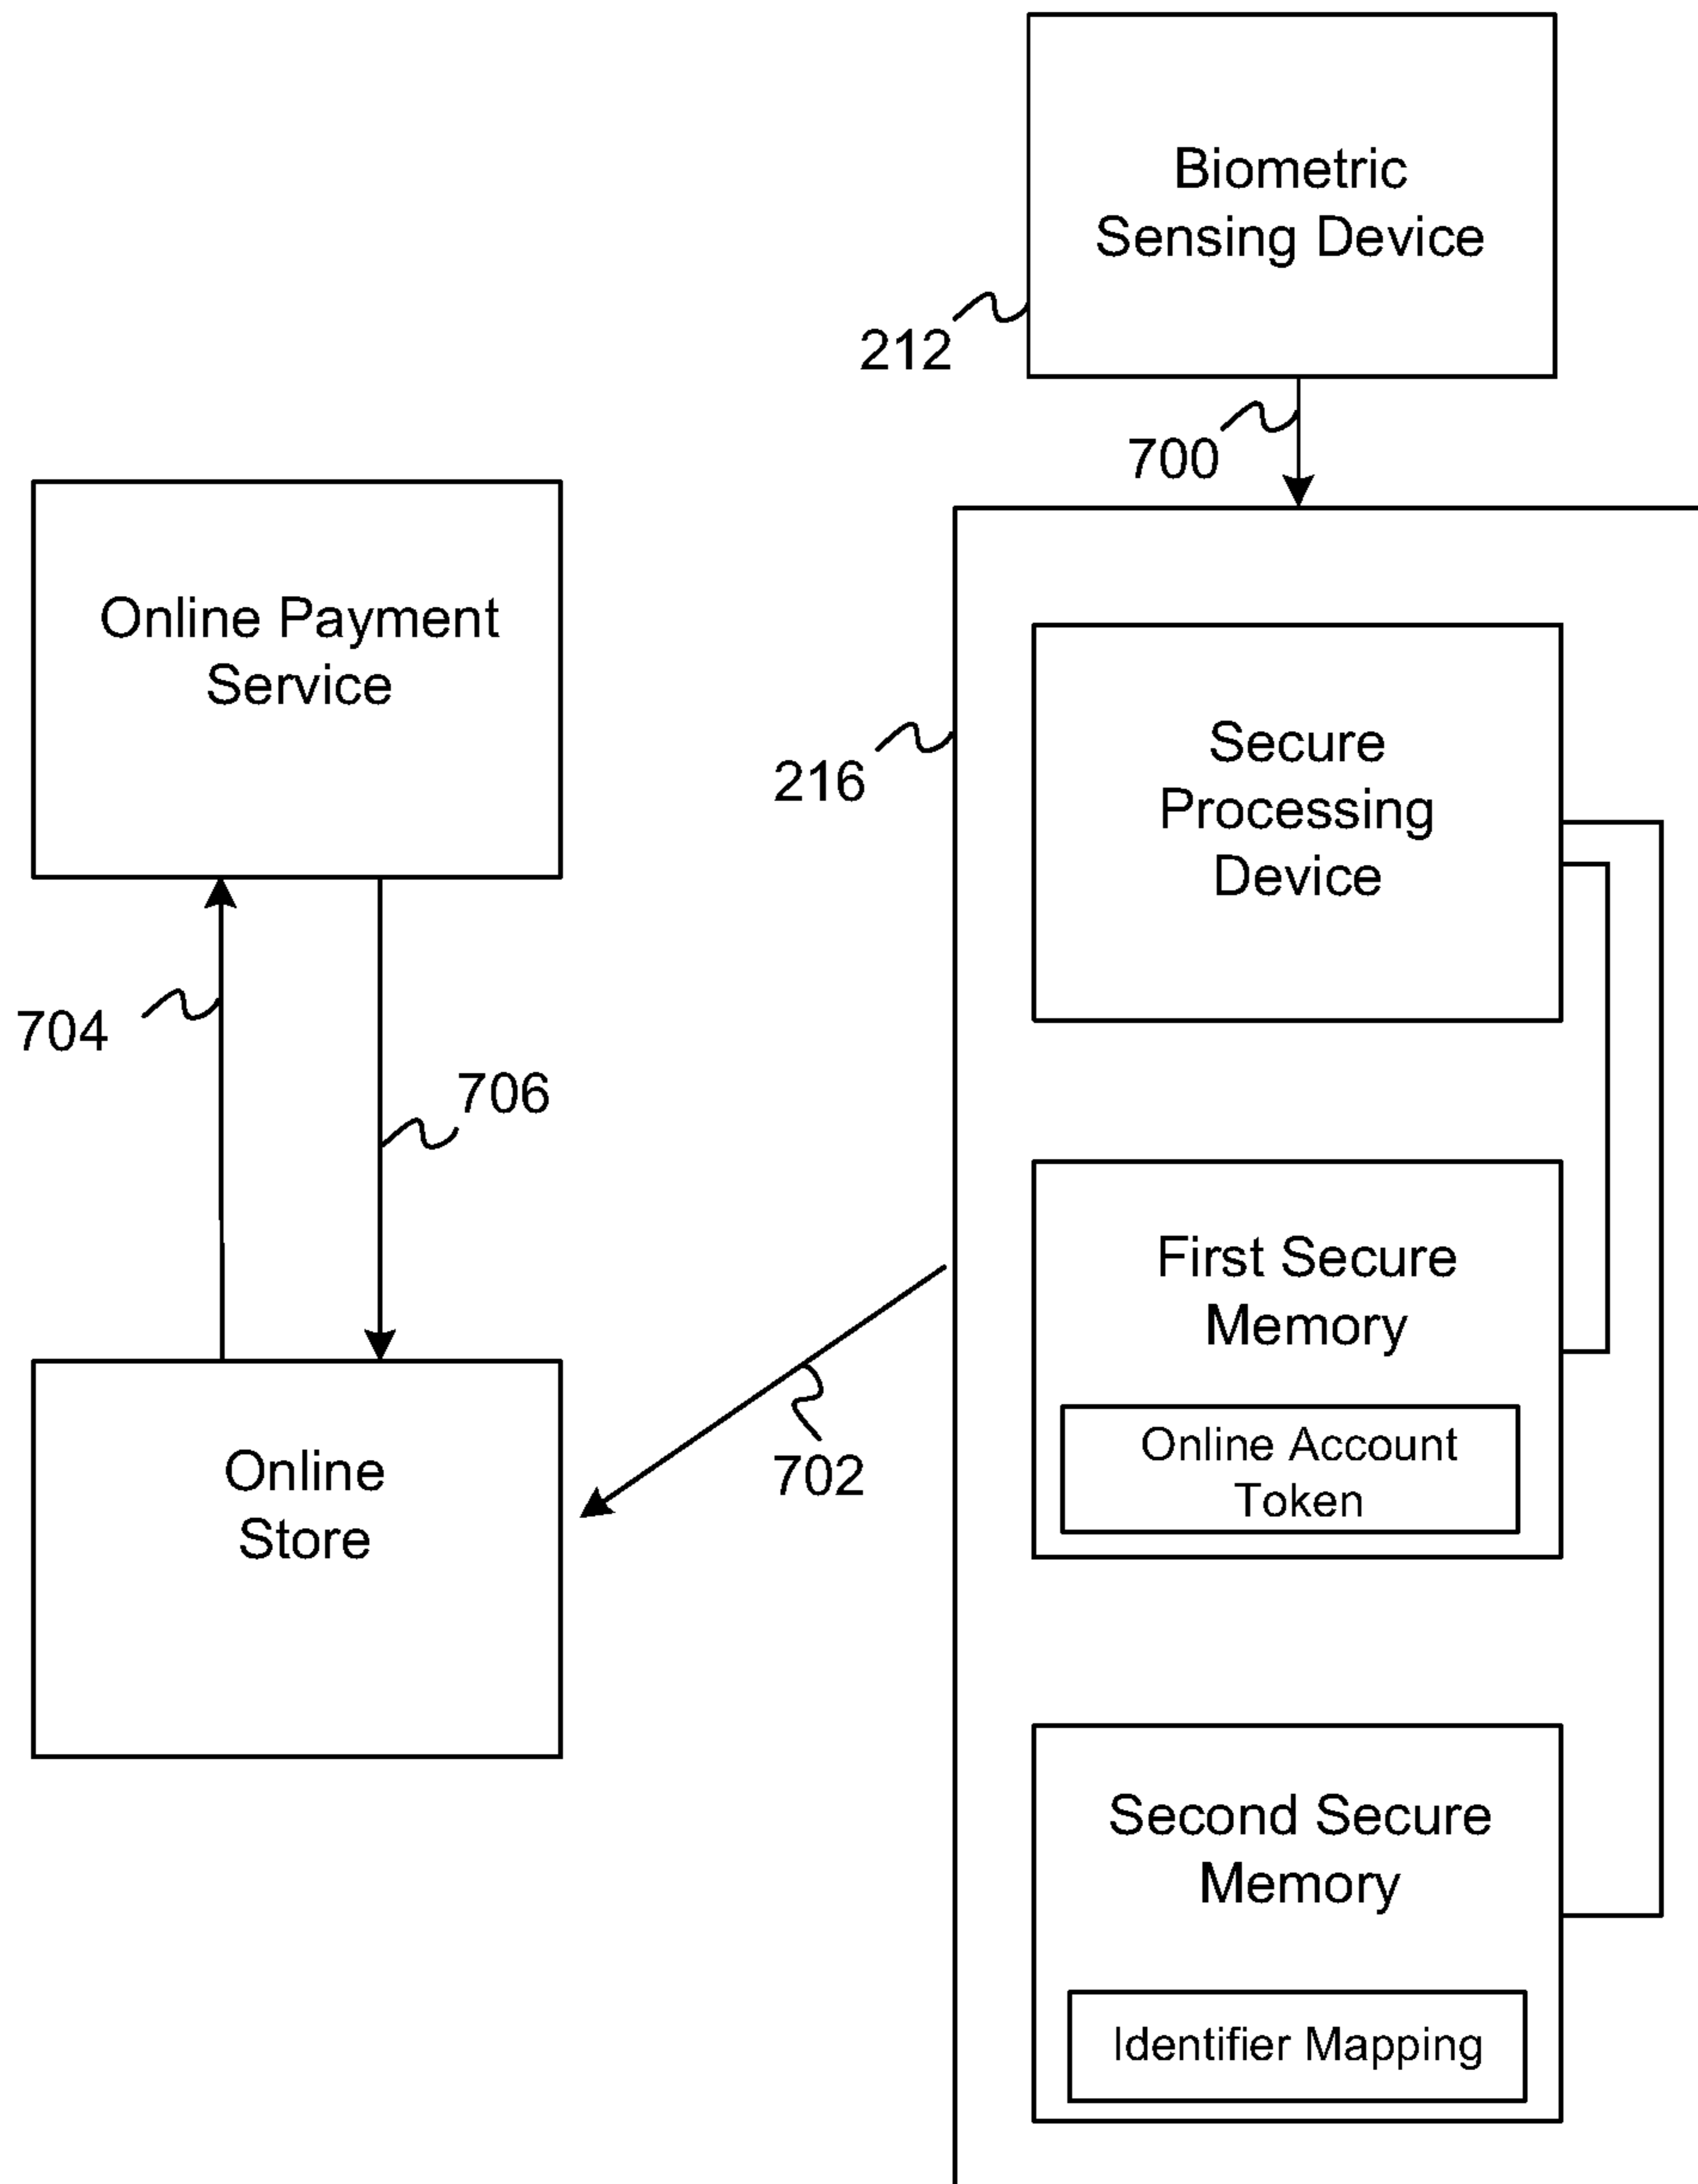 Biometric
Sensing Device
212
700
Online Payment
Service
216
Secure
Processing
Device
704
706
First Secure
Memory
Online Account
Token
702
Online
Store
Second Secure
Memory
Identifier Mapping